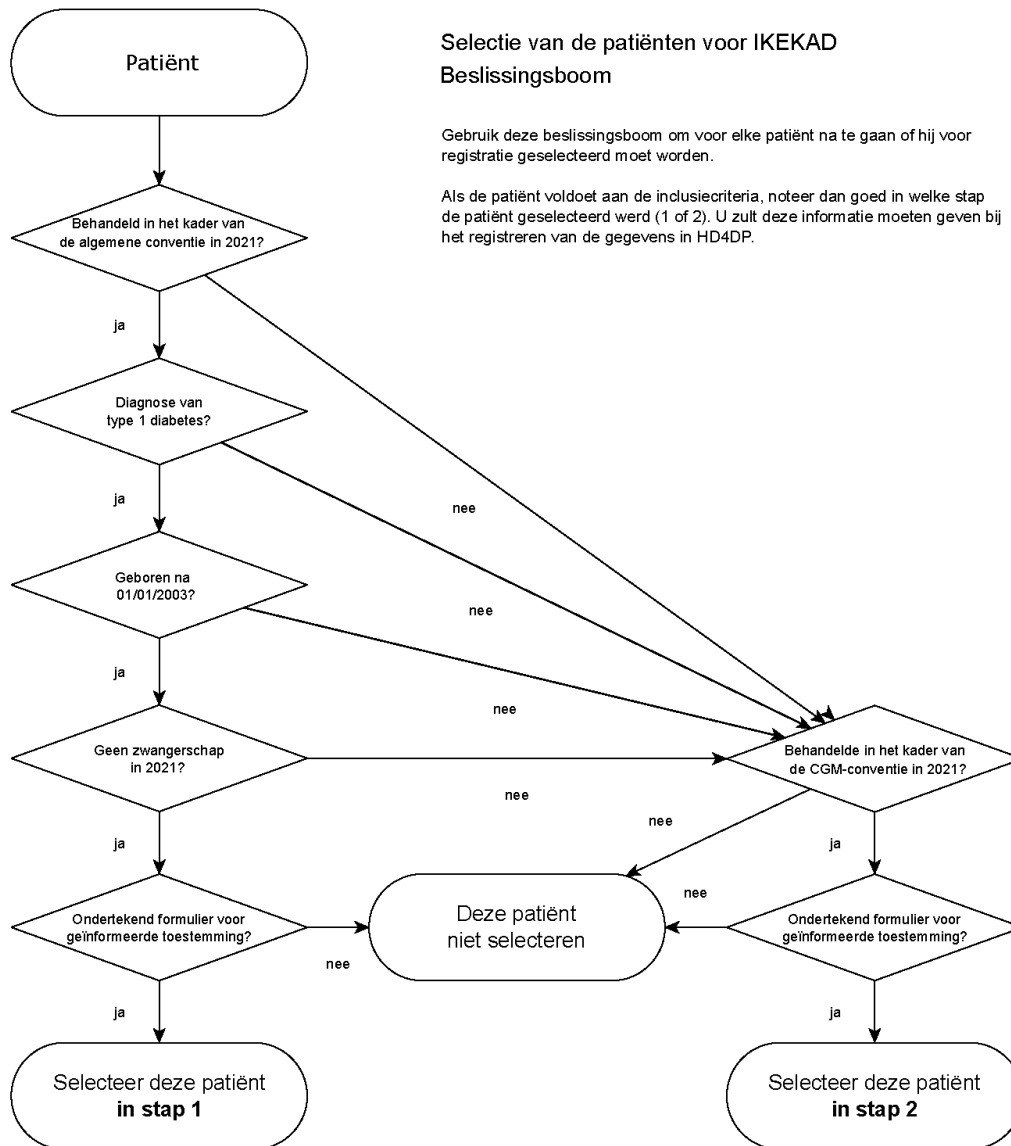 Patiënt
Selectie van de patiënten voor IKEKAD
Beslissingsboom
Gebruik deze beslissingsboom om voor elke patiënt na te gaan of hij voor
registratie geselecteerd moet worden.
Als de patiënt voldoet aan de inclusiecriteria, noteer dan goed in welke stap
de patiënt geselecteerd werd (1 of 2). U zult deze informatie moeten geven bij
het registreren van de gegevens in HD4DP.
Behandeld in het kader van
de algemene conventie in 2021?
ja
nee
Diagnose van
type 1 diabetes?
ja
nee
Geboren na
01/01/2003?
ja
nee
Geen zwangerschap
in 2021?
ja
nee
Behandelde in het kader van
de CGM-conventie in 2021?
nee
ja
Ondertekend formulier voor
geïnformeerde toestemming?
nee
ja
Deze patiënt
niet selecteren
Ondertekend formulier voor
geïnformeerde toestemming?
nee
ja
Selecteer deze patiënt
in stap 1
Selecteer deze patiënt
in stap 2